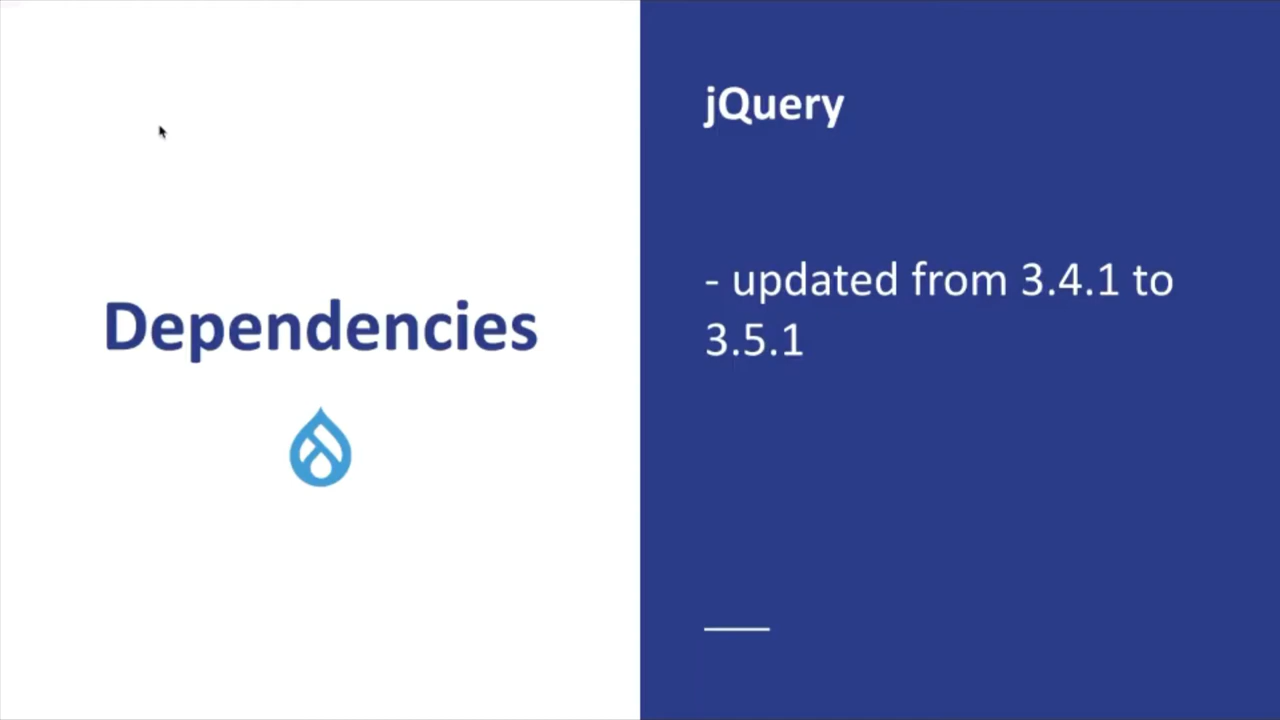 Dependencies
jQuery
- updated from 3.4.1 to
3.5.1